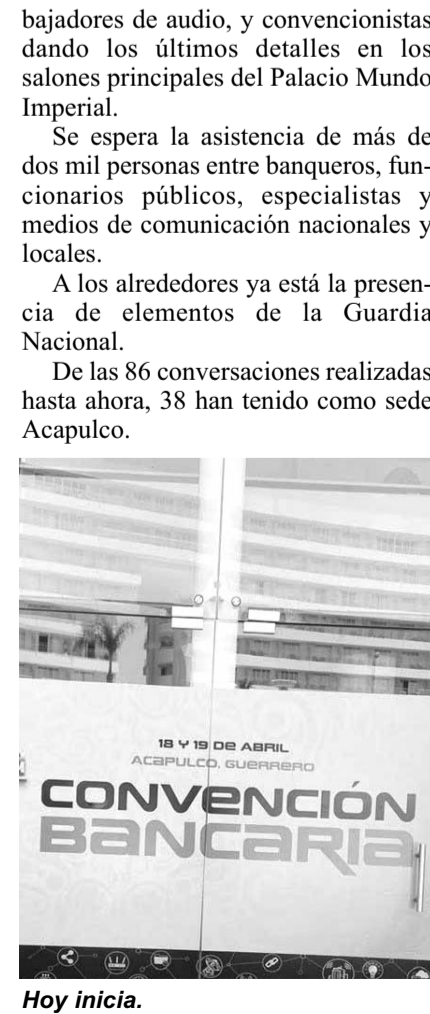 bajadores de audio, y convencionistas
dando los últimos detalles en los
salones principales del Palacio Mundo
Imperial.
Se espera la asistencia de más de
dos mil personas entre banqueros, fun-
cionarios públicos, especialistas y
medios de comunicación nacionales y
locales.
A los alrededores ya está la presen-
cia de elementos de la Guardia
Nacional.
De las 86 conversaciones realizadas
hasta ahora, 38 han tenido como sede
Acapulco.
18 Y 19 DE ABRIL
ACAPULCO, GUERRERO
CONVENCIÓN
BANCARIA
Hoy inicia.